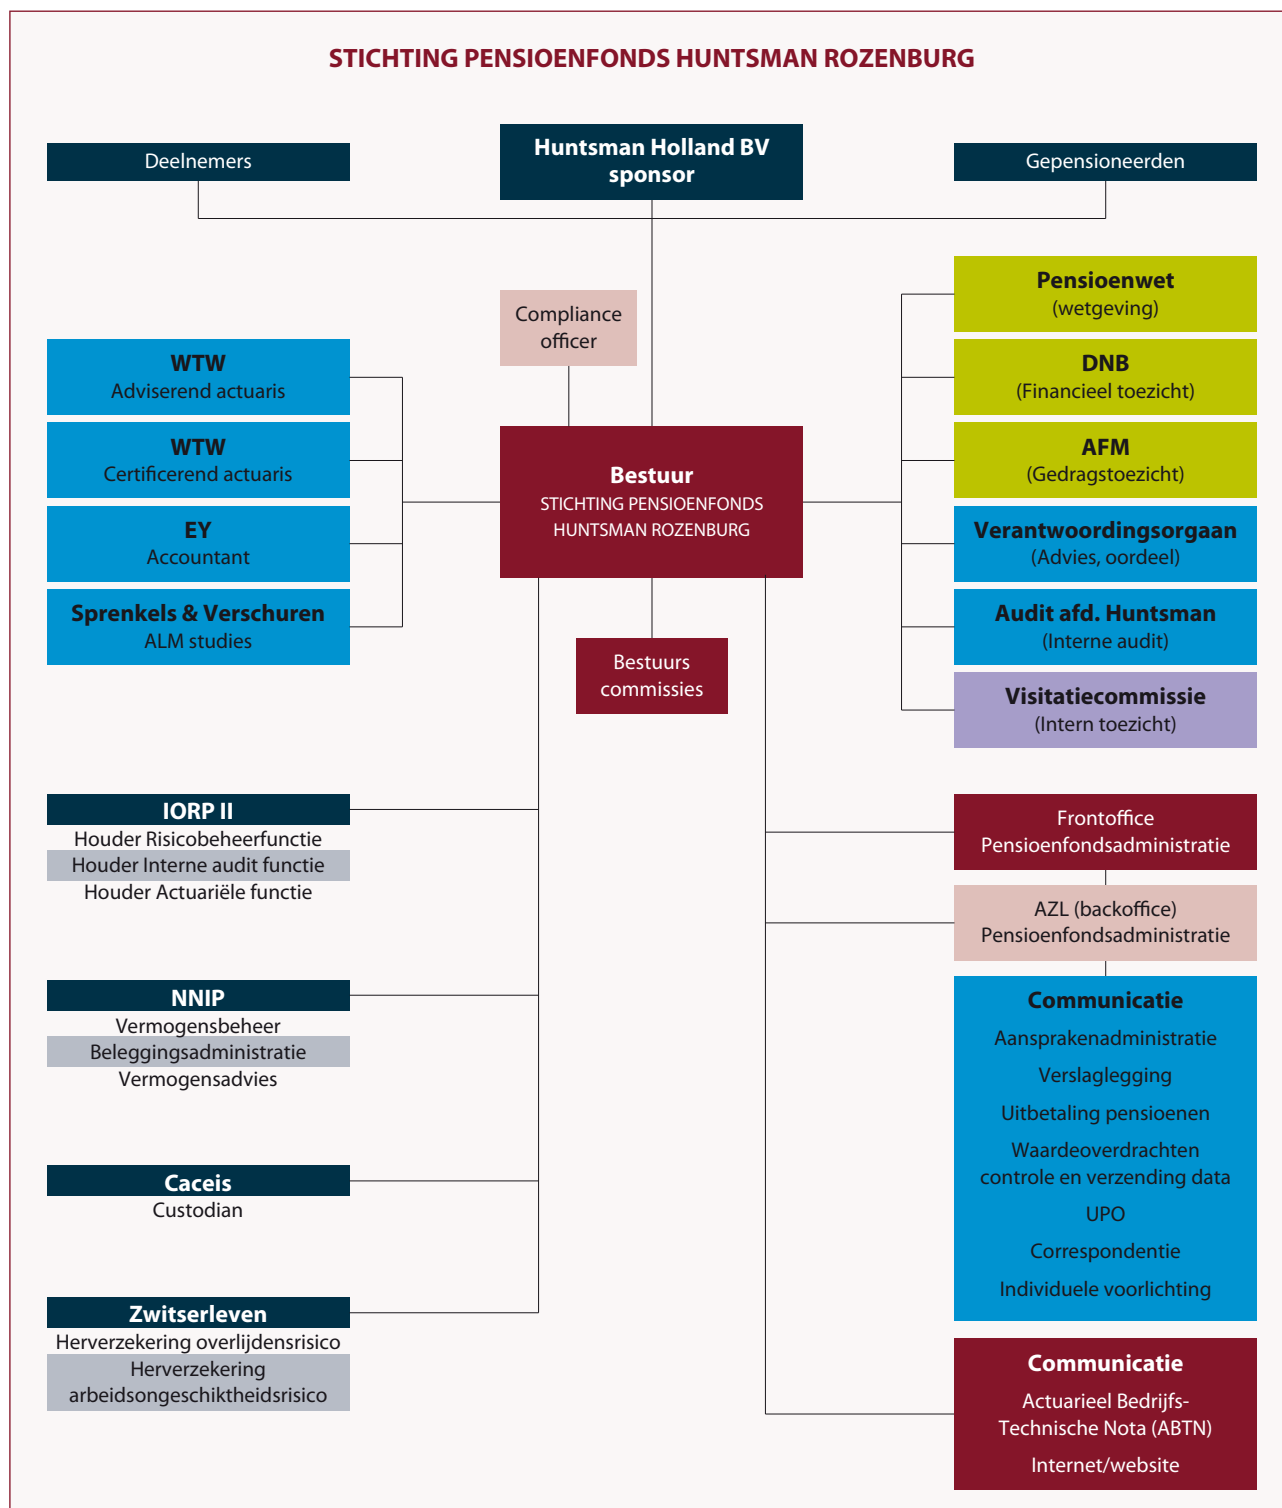 STICHTING PENSIOENFONDS HUNTSMAN ROZENBURG
Deelnemers
Huntsman Holland BV
sponsor
Gepensioneerden
Compliance
officer
WTW
Adviserend actuaris
WTW
Certificerend actuaris
EY
Accountant
Sprenkels & Verschuren
ALM studies
Bestuur
STICHTING PENSIOENFONDS
HUNTSMAN ROZENBURG
Bestuurs
commissies
Pensioenwet
(wetgeving)
DNB
(Financieel toezicht)
AFM
(Gedragstoezicht)
Verantwoordingsorgaan
(Advies, oordeel)
Audit afd. Huntsman
(Interne audit)
Visitatiecommissie
(Intern toezicht)
IORP II
Houder Risicobeheerfunctie
Houder Interne audit functie
Houder Actuariële functie
NNIP
Vermogensbeheer
Beleggingsadministratie
Vermogensadvies
Caceis
Custodian
Zwitserleven
Herverzekering overlijdensrisico
Herverzekering
arbeidsongeschiktheidsrisico
Frontoffice
Pensioenfondsadministratie
AZL (backoffice)
Pensioenfondsadministratie
Communicatie
Aansprakenadministratie
Verslaglegging
Uitbetaling pensioenen
Waardeoverdrachten
controle en verzending data
UPO
Correspondentie
Individuele voorlichting
Communicatie
Actuarieel Bedrijfs-
Technische Nota (ABTN)
Internet/website